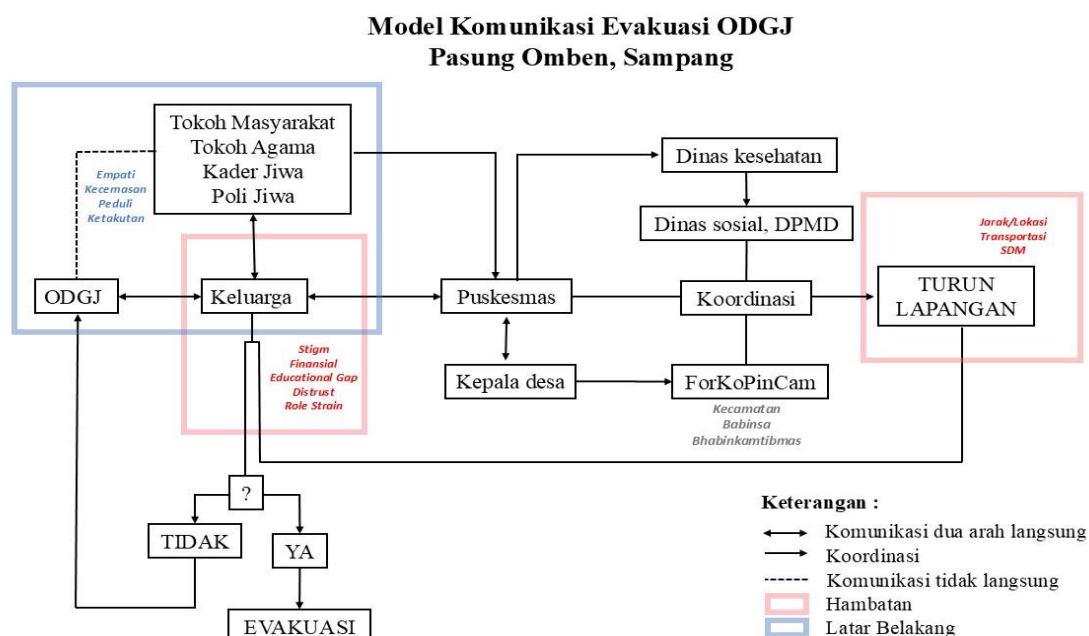 Model Komunikasi Evakuasi ODGJ
Pasung Omben, Sampang
Tokoh Masyarakat
Tokoh Agama
Kader Jiwa
Poli Jiwa
Empati
Kecemasan
Peduli
Ketakutan
Dinas kesehatan
Dinas sosial, DPMD
Jarak/Lokasi
Transportasi
SDM
ODGJ
Keluarga
Puskesmas
Koordinasi
TURUN
LAPANGAN
Stigm
Finansial
Educational Gap
Distrust
Role Strain
Kepala desa
ForKoPinCam
Kecamatan
Babinsa
Bhabinkamtibmas
?
TIDAK
YA
EVAKUASI
Keterangan :
Komunikasi dua arah langsung
Koordinasi
Komunikasi tidak langsung
Hambatan
Latar Belakang